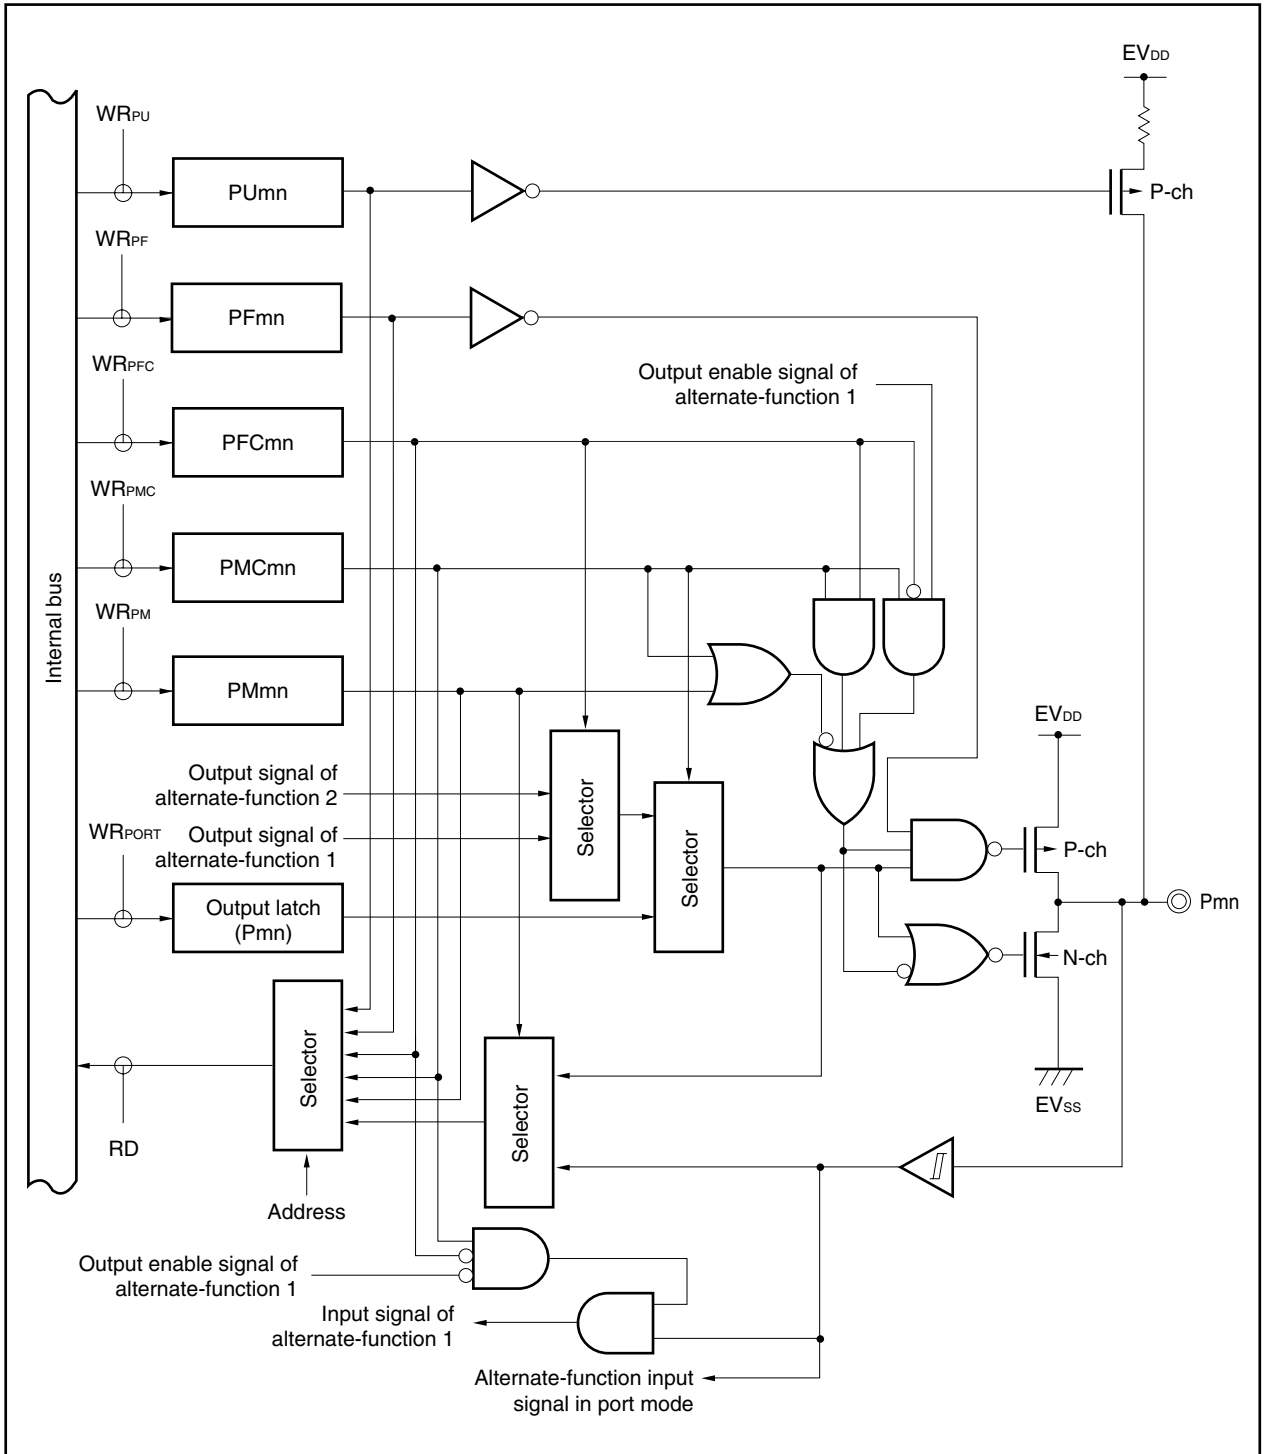 EVDD
WRPU
PUmn
P-ch
WRPF
PFmn
WRPFC
Output enable signal of
alternate-function 1
PFCmn
WRPMC
PMCmn
Internal bus
WRPM
PMmn
EVDD
Output signal of
alternate-function 2
Selector
WRPORT
Output signal of
alternate-function 1
Selector
P-ch
Output latch
(Pmn)
Pmn
N-ch
Selector
Selector
EVSS
RD
Address
Output enable signal of
alternate-function 1
Input signal of
alternate-function 1
Alternate-function input
signal in port mode